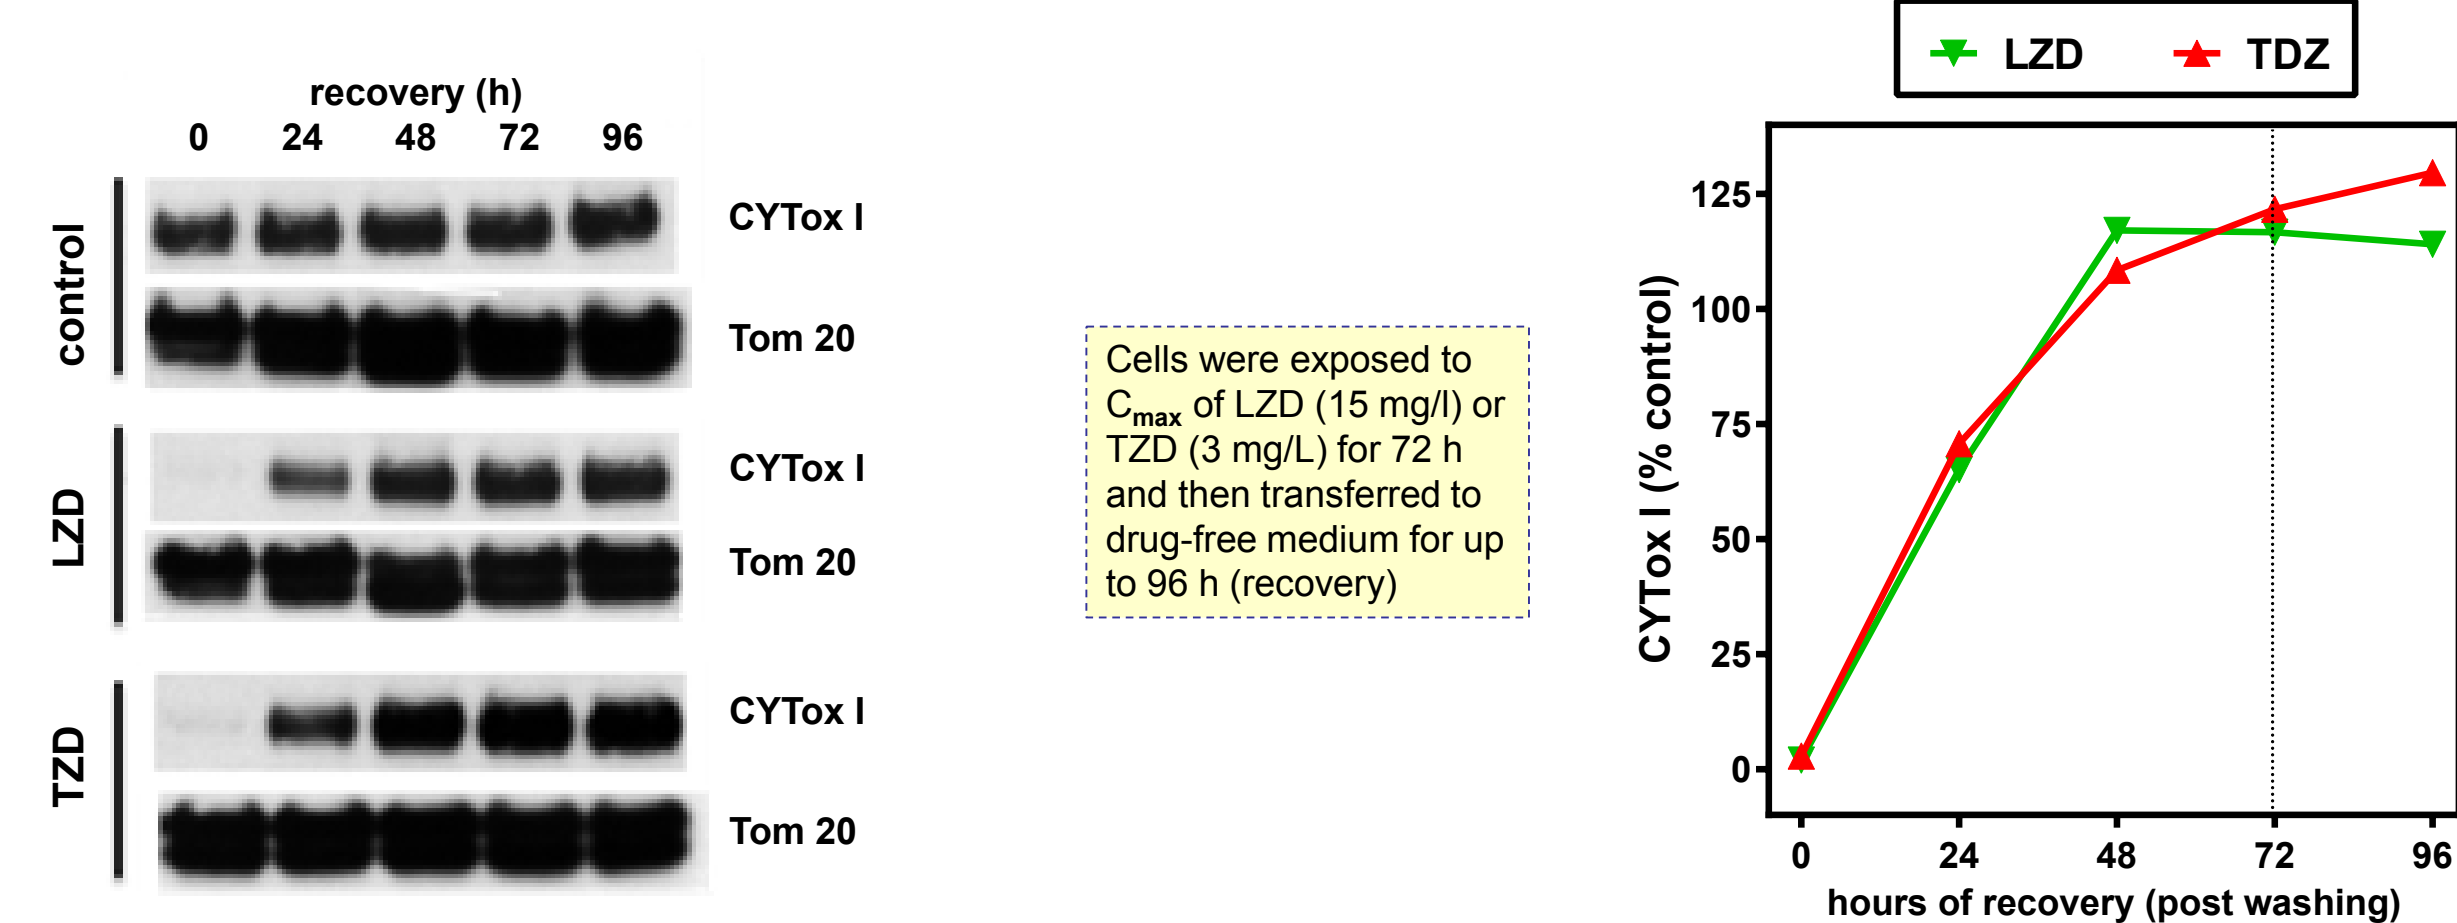 recovery (h)
0 24 48 72 96
control
CYTox I
Tom 20
LZD
CYTox I
Tom 20
TZD
CYTox I
Tom 20
Cells were exposed to
Cmax of LZD (15 mg/l) or
TZD (3 mg/L) for 72 h
and then transferred to
drug-free medium for up
to 96 h (recovery)
LZD TDZ
CYTox I (% control)
125
100
75
50
25
0
0 24 48 72 96
hours of recovery (post washing)